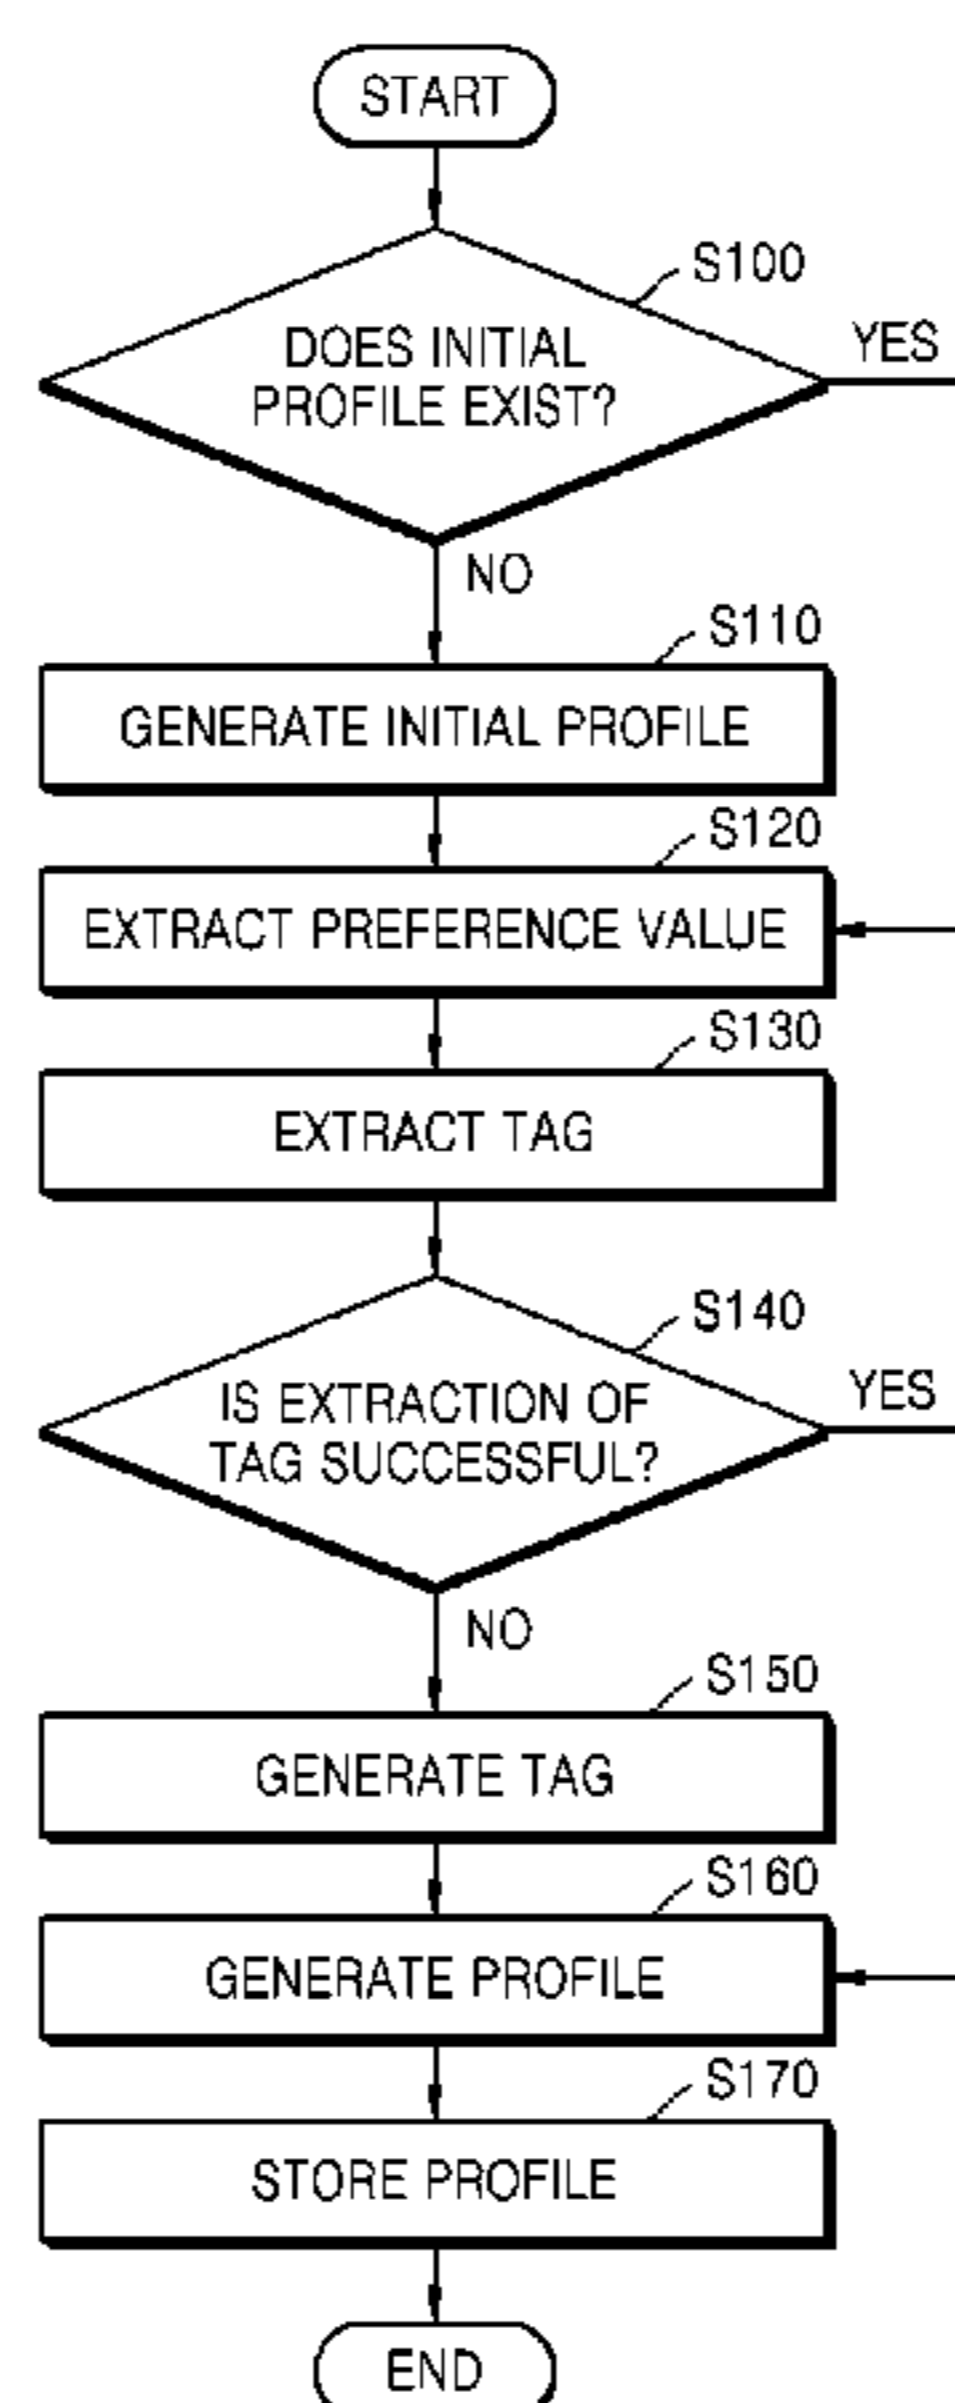 START
S100
DOES INITIAL
PROFILE EXIST?
YES
NO
S110
GENERATE INITIAL PROFILE
S120
EXTRACT PREFERENCE VALUE
S130
EXTRACT TAG
S140
IS EXTRACTION OF
TAG SUCCESSFUL?
YES
NO
S150
GENERATE TAG
S160
GENERATE PROFILE
S170
STORE PROFILE
END